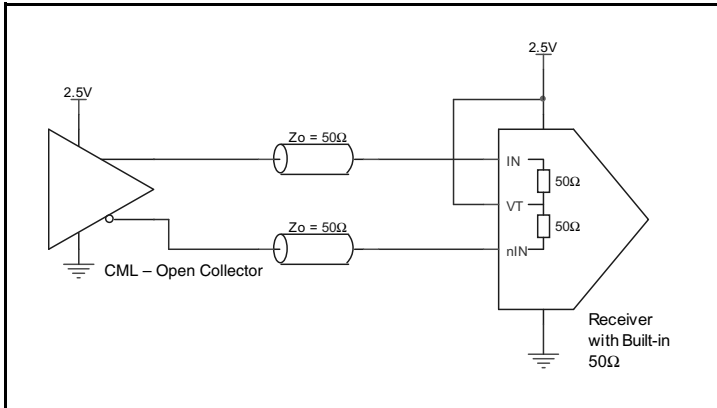 2.5V
2.5V
Zo = 50Ω
IN
50Ω
VT
Zo = 50Ω
50Ω
nIN
CML – Open Collector
Receiver
with Built-in
50Ω